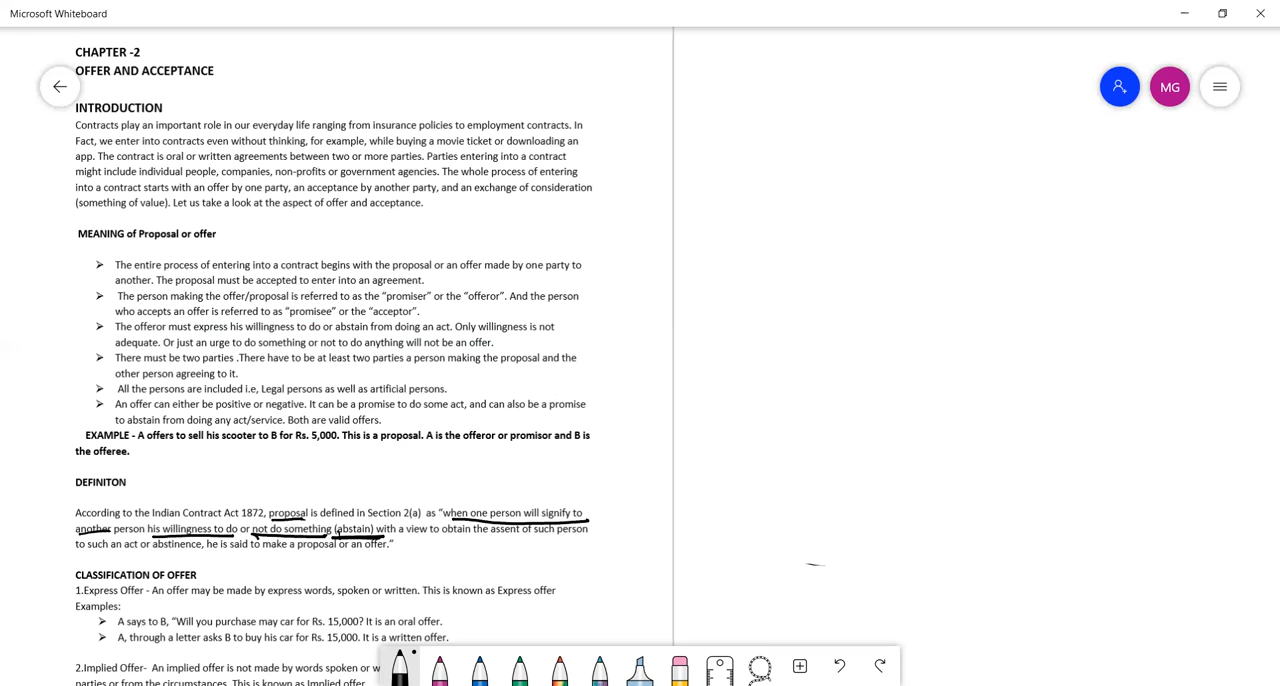 Microsoft Whiteboard
CHAPTER -2
OFFER AND ACCEPTANCE
MG
INTRODUCTION
Contracts play an important role in our everyday life ranging from insurance policies to employment contracts. In
Fact, we enter into contracts even without thinking, for example, while buying a movie ticket or downloading an
app. The contract is oral or written agreements between two or more parties. Parties entering into a contract
might include individual people, companies, non-profits or government agencies. The whole process of entering
into a contract starts with an offer by one party, an acceptance by another party, and an exchange of consideration
(something of value). Let us take a look at the aspect of offer and acceptance.
MEANING of Proposal or offer
➢ The entire process of entering into a contract begins with the proposal or an offer made by one party to
another. The proposal must be accepted to enter into an agreement.
➢ The person making the offer/proposal is referred to as the “promiser” or the “offeror”. And the person
who accepts an offer is referred to as “promisee” or the “acceptor”.
➢ The offeror must express his willingness to do or abstain from doing an act. Only willingness is not
adequate. Or just an urge to do something or not to do anything will not be an offer.
➢ There must be two parties .There have to be at least two parties a person making the proposal and the
other person agreeing to it.
➢ All the persons are included i.e, Legal persons as well as artificial persons.
➢ An offer can either be positive or negative. It can be a promise to do some act, and can also be a promise
to abstain from doing any act/service. Both are valid offers.
EXAMPLE - A offers to sell his scooter to B for Rs. 5,000. This is a proposal. A is the offeror or promisor and B is
the offeree.
DEFINITON
According to the Indian Contract Act 1872, proposal is defined in Section 2(a) as “when one person will signify to
another person his willingness to do or not do something (abstain) with a view to obtain the assent of such person
to such an act or abstinence, he is said to make a proposal or an offer.”
CLASSIFICATION OF OFFER
1.Express Offer - An offer may be made by express words, spoken or written. This is known as Express offer
Examples:
➢ A says to B, “Will you purchase may car for Rs. 15,000? It is an oral offer.
➢ A, through a letter asks B to buy his car for Rs. 15,000. It is a written offer.
2.Implied Offer- An implied offer is not made by words spoken or w
parties or from the circumstances. This is known as Implied offer